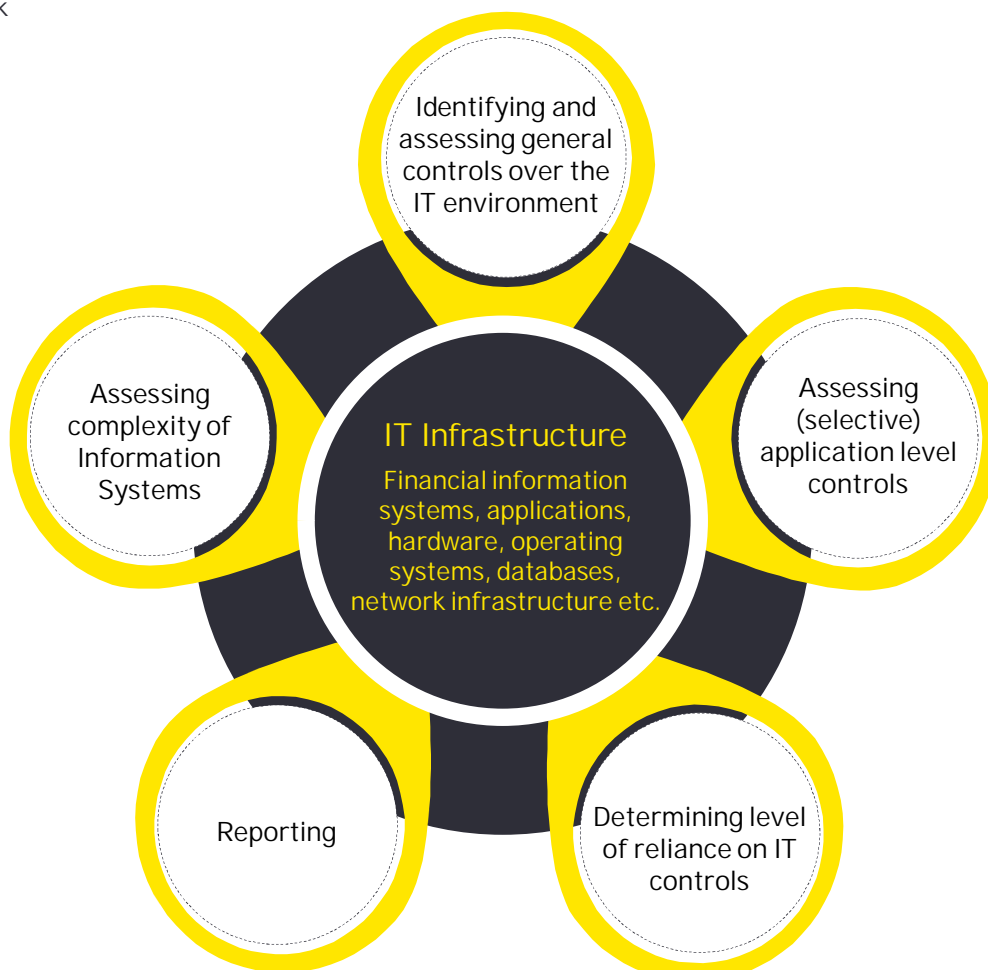 k
Identifying and
assessing general
controls over the
IT environment
Assessing
(selective)
application level
controls
Determining level
of reliance on IT
controls
Reporting
Assessing
complexity of
Information
Systems
IT Infrastructure
Financial information
systems, applications,
hardware, operating
systems, databases,
network infrastructure etc.